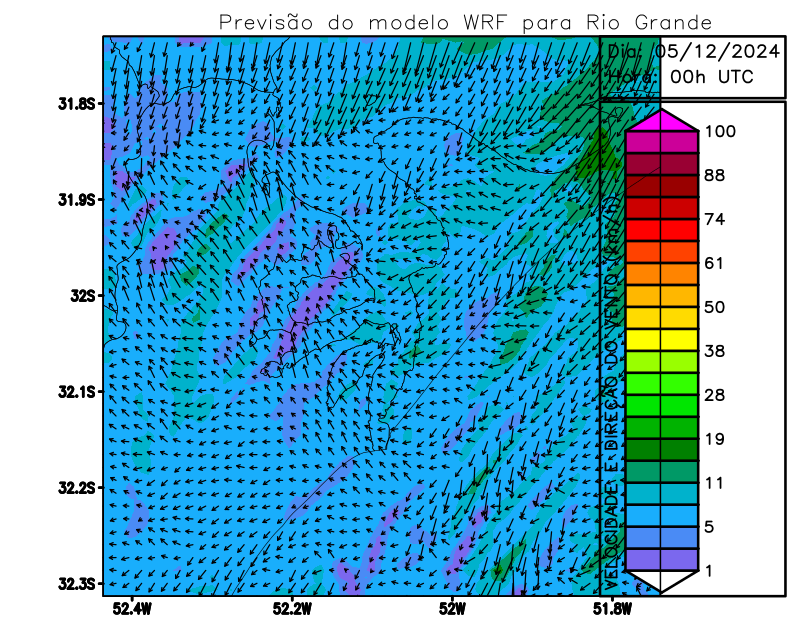 Previsão do modelo WRF para Rio Grande
Dia: 05/12/2024
Hora: 00h UTC
31.8S
31.9S
32S
32.1S
32.2S
32.3S
52.4W
52.2W
52W
51.8W
VELOCIDADE E DIREÇÃO DO VENTO (km/h)
100
88
74
61
50
38
28
19
11
5
1